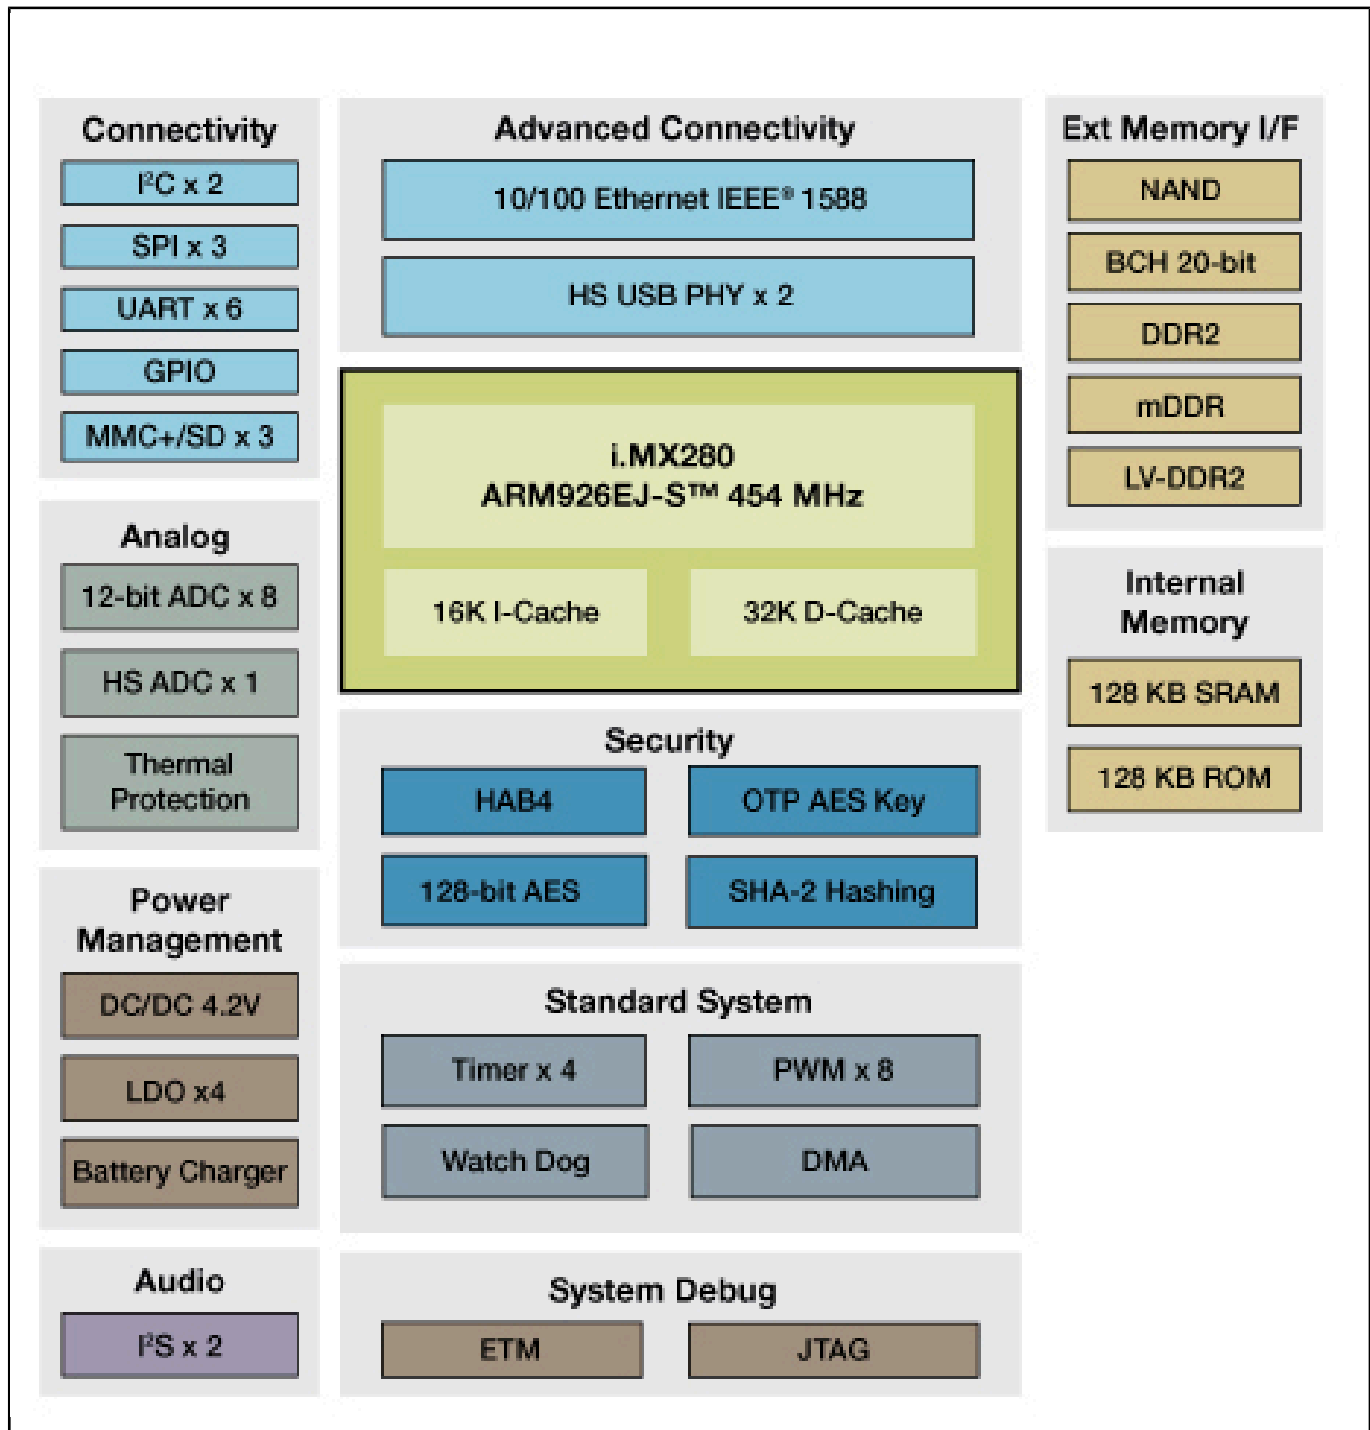 Connectivity
I²C x 2
SPI x 3
UART x 6
GPIO
MMC+/SD x 3
Analog
12-bit ADC x 8
HS ADC x 1
Thermal
Protection
Power
Management
DC/DC 4.2V
LDO x4
Battery Charger
Audio
I²S x 2
Advanced Connectivity
10/100 Ethernet IEEE® 1588
HS USB PHY x 2
i.MX280
ARM926EJ-S™ 454 MHz
16K I-Cache
32K D-Cache
Security
HAB4
OTP AES Key
128-bit AES
SHA-2 Hashing
Standard System
Timer x 4
PWM x 8
Watch Dog
DMA
System Debug
ETM
JTAG
Ext Memory I/F
NAND
BCH 20-bit
DDR2
mDDR
LV-DDR2
Internal
Memory
128 KB SRAM
128 KB ROM